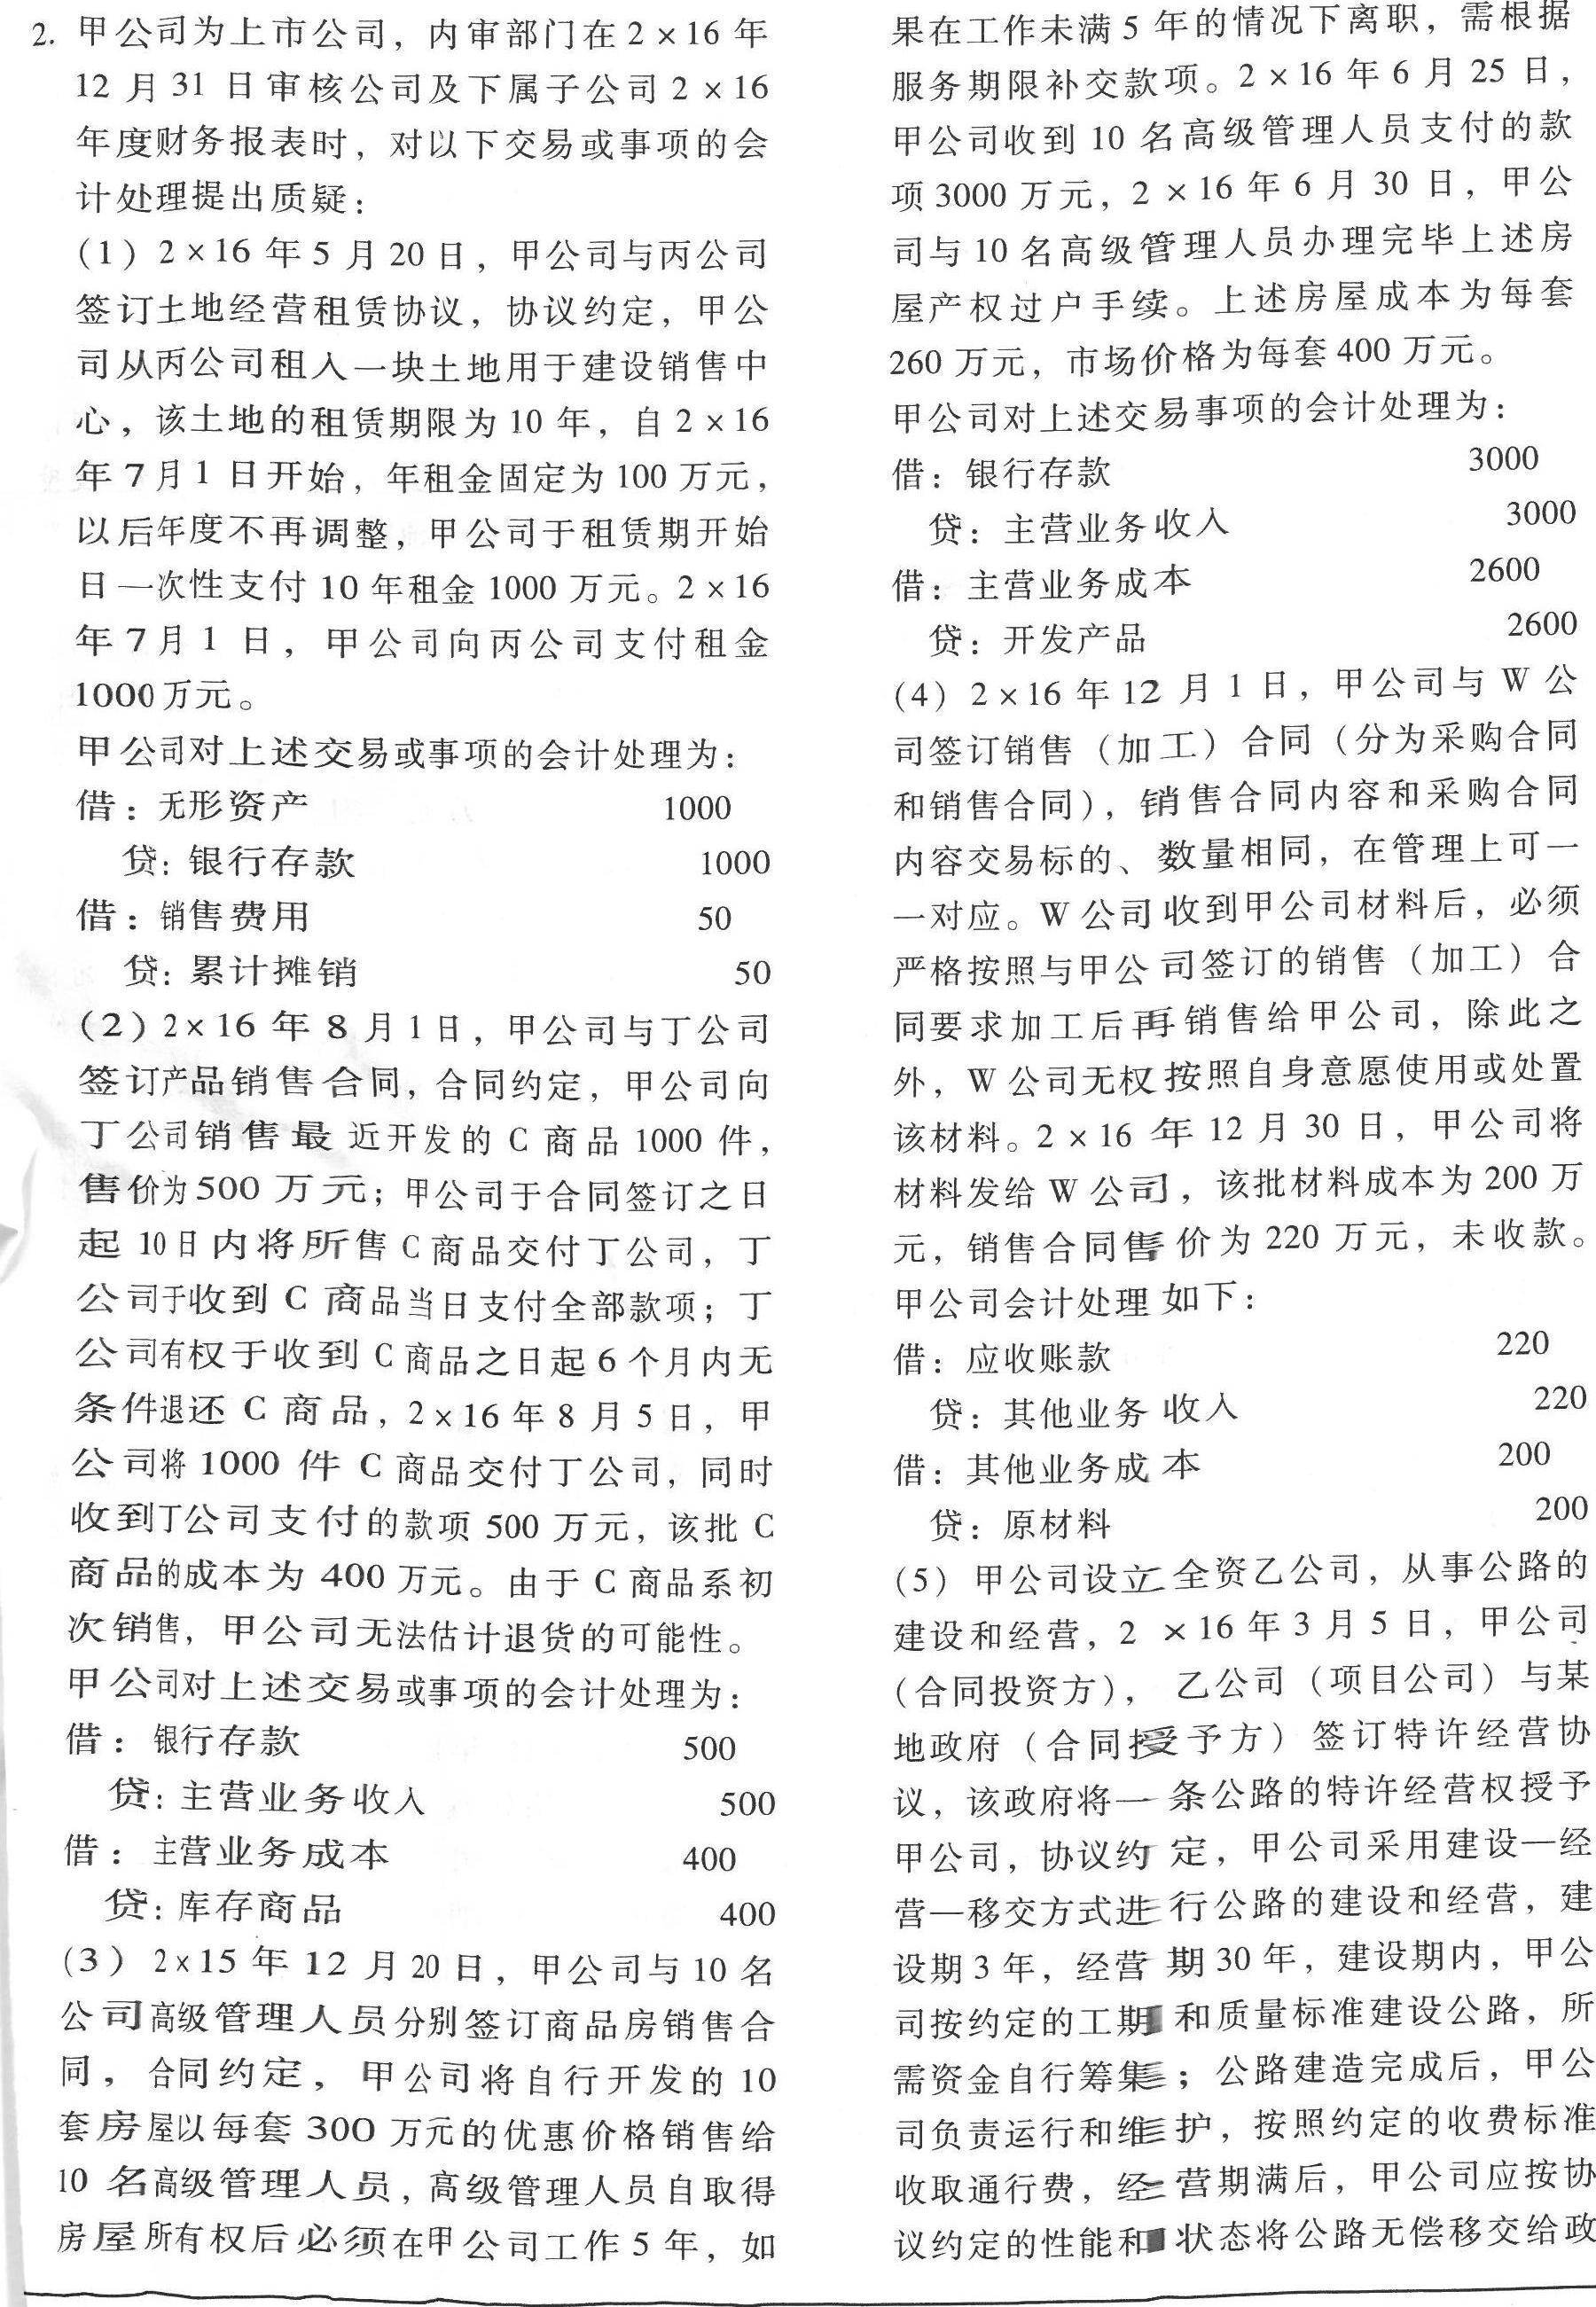 2. 甲公司为上市公司，内审部门在 2 × 16 年
12 月 31 日审核公司及下属子公司 2 × 16
年度财务报表时，对以下交易或事项的会
计处理提出质疑：
(1) 2 × 16 年 5 月 20 日，甲公司与丙公司
签订土地经营租赁协议，协议约定，甲公
司从丙公司租入一块土地用于建设销售中
心，该土地的租赁期限为 10 年，自 2 × 16
年 7 月 1 日开始，年租金固定为 100 万元，
以后年度不再调整，甲公司于租赁期开始
日一次性支付 10 年租金 1000 万元。2 × 16
年 7 月 1 日，甲公司向丙公司支付租金
1000 万元。
甲公司对上述交易或事项的会计处理为：
借：无形资产 1000
贷：银行存款 1000
借：销售费用 50
贷：累计摊销 50
(2) 2 × 16 年 8 月 1 日，甲公司与丁公司
签订产品销售合同，合同约定，甲公司向
丁公司销售最近开发的 C 商品 1000 件，
售价为 500 万元；甲公司于合同签订之日
起 10 日内将所售 C 商品交付丁公司，丁
公司于收到 C 商品当日支付全部款项；丁
公司有权于收到 C 商品之日起 6 个月内无
条件退还 C 商品，2 × 16 年 8 月 5 日，甲
公司将 1000 件 C 商品交付丁公司，同时
收到丁公司支付的款项 500 万元，该批 C
商品的成本为 400 万元。由于 C 商品系初
次销售，甲公司无法估计退货的可能性。
甲公司对上述交易或事项的会计处理为：
借：银行存款 500
贷：主营业务收入 500
借：主营业务成本 400
贷：库存商品 400
(3) 2 × 15 年 12 月 20 日，甲公司与 10 名
公司高级管理人员分别签订商品房销售合
同，合同约定，甲公司将自行开发的 10
套房屋以每套 300 万元的优惠价格销售给
10 名高级管理人员，高级管理人员自取得
房屋所有权后必须在甲公司工作 5 年，如
果在工作未满 5 年的情况下离职，需根据
服务期限补交款项。2 × 16 年 6 月 25 日，
甲公司收到 10 名高级管理人员支付的款
项 3000 万元，2 × 16 年 6 月 30 日，甲公
司与 10 名高级管理人员办理完毕上述房
屋产权过户手续。上述房屋成本为每套
260 万元，市场价格为每套 400 万元。
甲公司对上述交易事项的会计处理为：
借：银行存款 3000
贷：主营业务收入 3000
借：主营业务成本 2600
贷：开发产品 2600
(4) 2 × 16 年 12 月 1 日，甲公司与 W 公
司签订销售（加工）合同（分为采购合同
和销售合同），销售合同内容和采购合同
内容交易标的、数量相同，在管理上可一
一对应。W 公司收到甲公司材料后，必须
严格按照与甲公司签订的销售（加工）合
同要求加工后再销售给甲公司，除此之
外，W 公司无权按照自身意愿使用或处置
该材料。2 × 16 年 12 月 30 日，甲公司将
材料发给 W 公司，该批材料成本为 200 万
元，销售合同售价为 220 万元，未收款。
甲公司会计处理如下：
借：应收账款 220
贷：其他业务收入 220
借：其他业务成本 200
贷：原材料 200
(5) 甲公司设立全资乙公司，从事公路的
建设和经营，2 × 16 年 3 月 5 日，甲公司
（合同投资方），乙公司（项目公司）与某
地政府（合同授予方）签订特许经营协
议，该政府将一条公路的特许经营权授予
甲公司，协议约定，甲公司采用建设—经
营—移交方式进行公路的建设和经营，建
设期 3 年，经营期 30 年，建设期内，甲公
司按约定的工期和质量标准建设公路，所
需资金自行筹集；公路建造完成后，甲公
司负责运行和维护，按照约定的收费标准
收取通行费，经营期满后，甲公司应按协
议约定的性能和状态将公路无偿移交给政